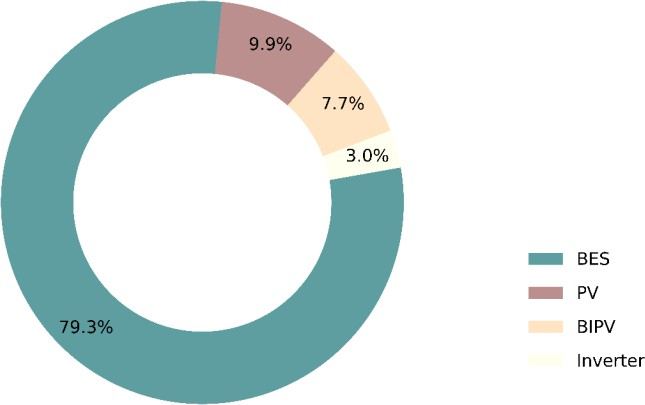 9.9%
7.7%
3.0%
79.3%
BES
PV
BIPV
Inverter